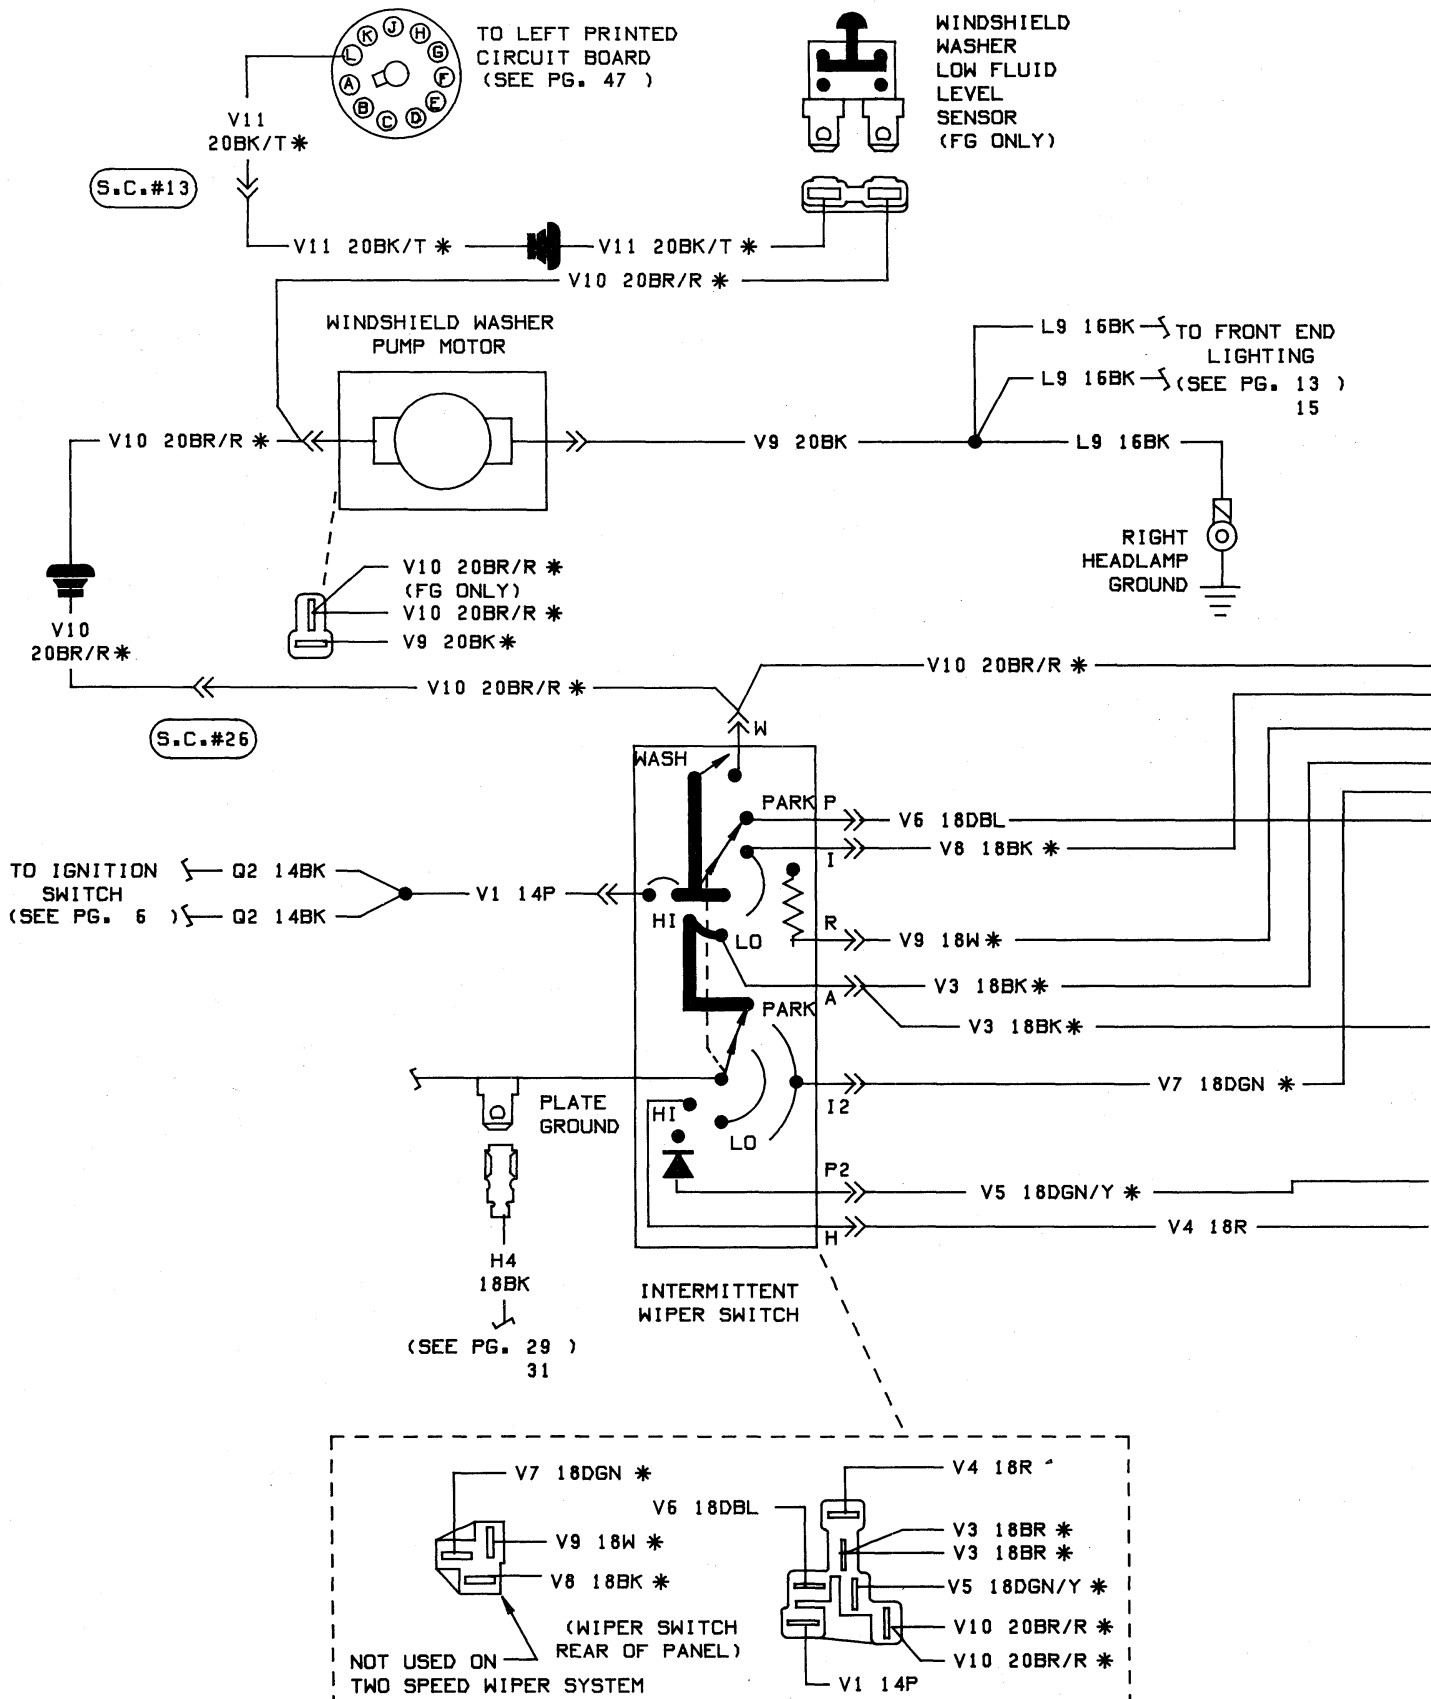 J
K
H
L
G
A
F
B
E
C
D
TO LEFT PRINTED
CIRCUIT BOARD
(SEE PG. 47 )
WINDSHIELD
WASHER
LOW FLUID
LEVEL
SENSOR
(FG ONLY)
V11
20BK/T *
S.C.#13
V11 20BK/T *
V11 20BK/T *
V10 20BR/R *
WINDSHIELD WASHER
PUMP MOTOR
L9 16BK
TO FRONT END
LIGHTING
L9 16BK
(SEE PG. 13 )
15
V10 20BR/R *
V9 20BK
L9 16BK
RIGHT
HEADLAMP
GROUND
V10 20BR/R *
(FG ONLY)
V10 20BR/R *
V9 20BK *
V10
20BR/R *
V10 20BR/R *
V10 20BR/R *
S.C.#26
W
WASH
PARK P
V6 18DBL
I
V8 18BK *
TO IGNITION
SWITCH
(SEE PG. 6 )
Q2 14BK
Q2 14BK
V1 14P
HI
LO
R
V9 18W *
V3 18BK *
A
PARK
V3 18BK *
V7 18DGN *
I2
PLATE
GROUND
HI
LO
P2
V5 18DGN/Y *
V4 18R
H
H4
18BK
(SEE PG. 29 )
31
INTERMITTENT
WIPER SWITCH
V7 18DGN *
V9 18W *
V8 18BK *
(WIPER SWITCH
REAR OF PANEL)
NOT USED ON
TWO SPEED WIPER SYSTEM
V4 18R
V6 18DBL
V3 18BR *
V3 18BR *
V5 18DGN/Y *
V10 20BR/R *
V10 20BR/R *
V1 14P